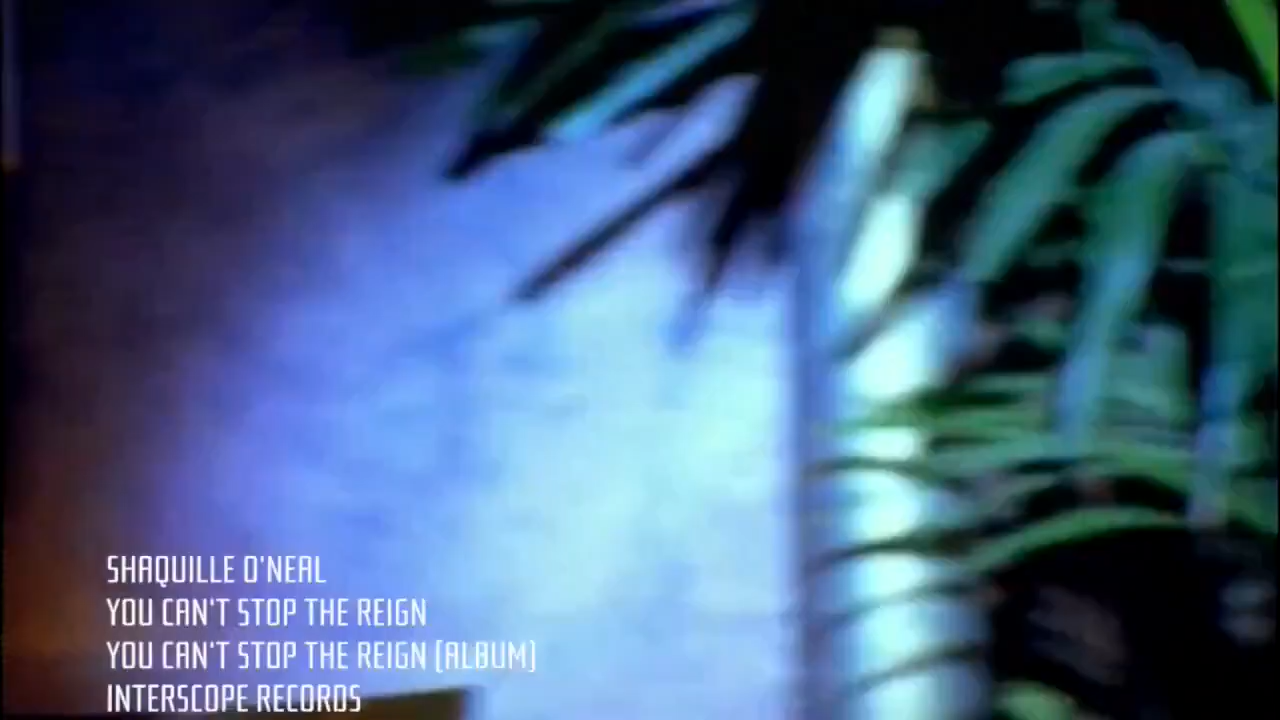 SHAQUILLE O'NEAL
YOU CAN'T STOP THE REIGN
YOU CAN'T STOP THE REIGN [ALBUM]
INTERSCOPE RECORDS